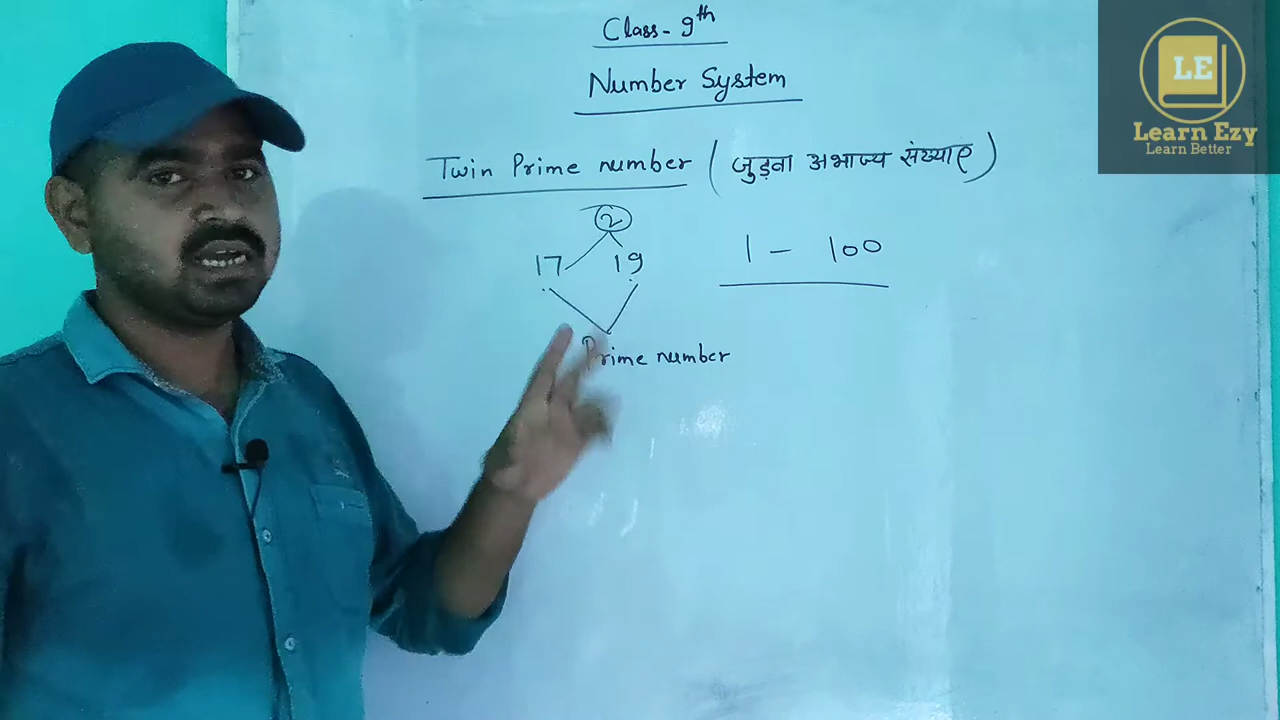 Class - 9th
Number System
Twin Prime number (जुड़वा अभाज्य संख्याए)
2
17 19
1 - 100
Prime number
LE
Learn Ezy
Learn Better